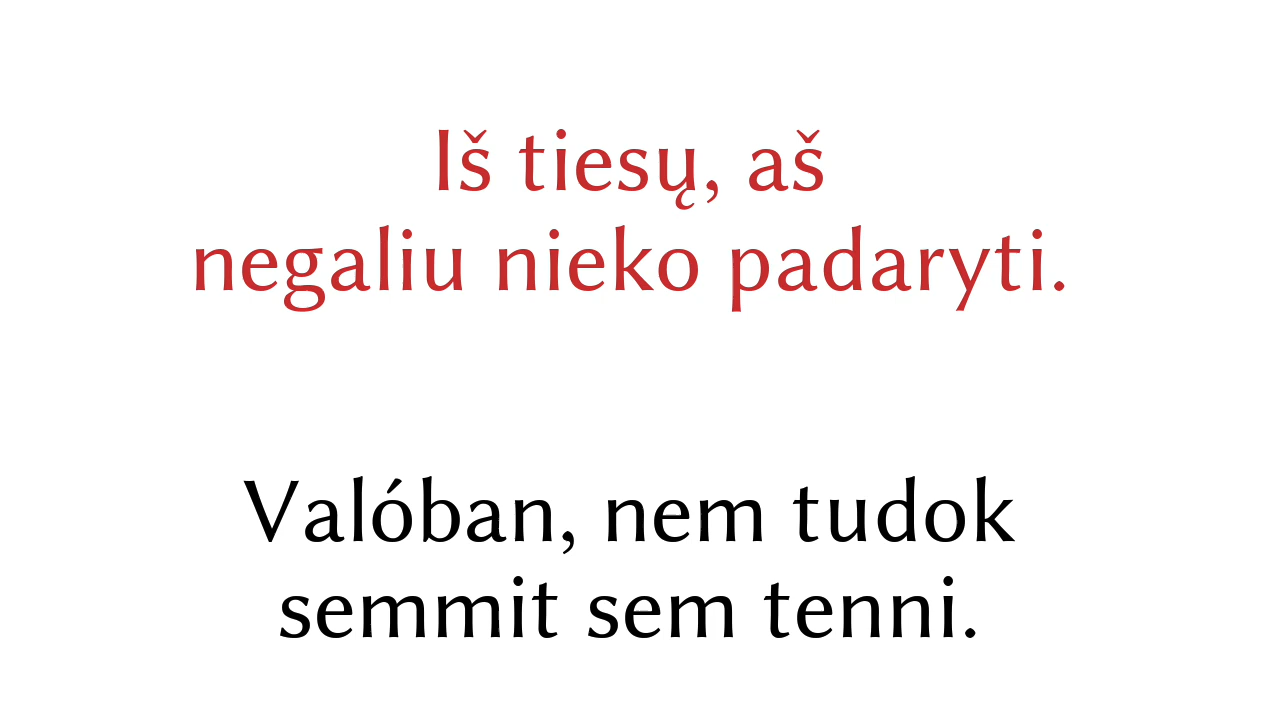 Iš tiesų, aš
negaliu nieko padaryti.
Valóban, nem tudok
semmit sem tenni.